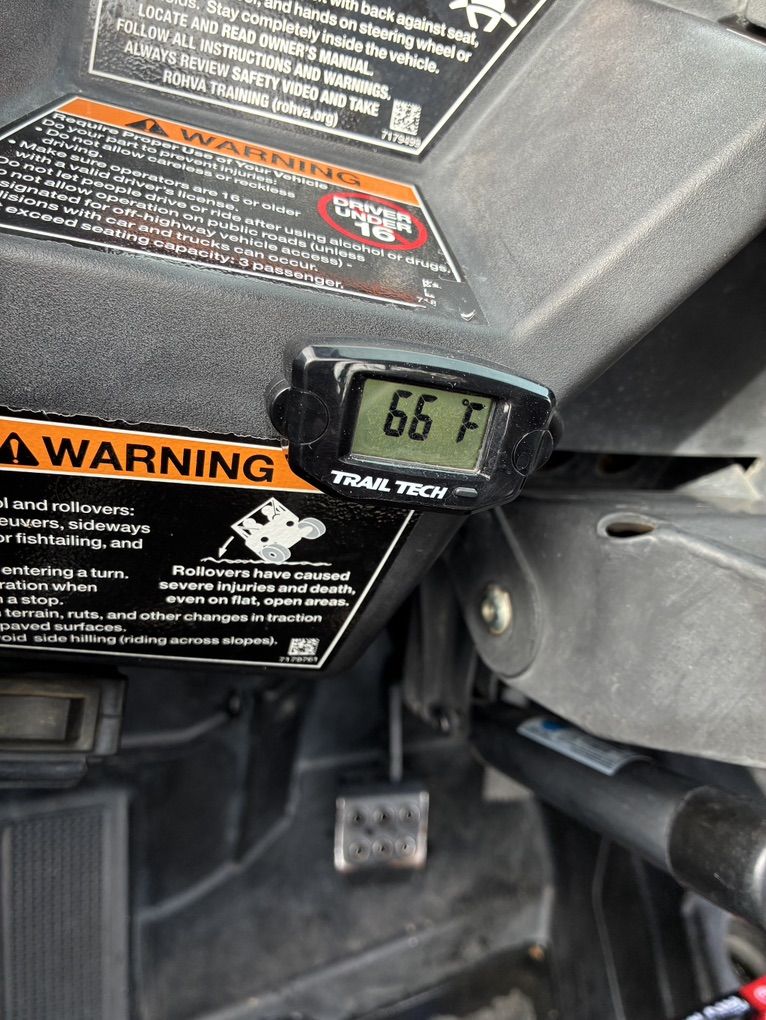 with back against seat,
and hands on steering wheel or
Stay completely inside the vehicle.
LOCATE AND READ OWNER'S MANUAL.
FOLLOW ALL INSTRUCTIONS AND WARNINGS.
ALWAYS REVIEW SAFETY VIDEO AND TAKE
ROHVA TRAINING (rohva.org)
7179499
WARNING
Require Proper Use of Your Vehicle
Do your part to prevent injuries:
• Do not allow careless or reckless
driving.
• Make sure operators are 16 or older
with a valid driver's license.
Do not let people drive or ride after using alcohol or drugs.
not allow operation on public roads (unless
designated for off-highway vehicle access) -
collisions with car and trucks can occur.
exceed seating capacity: 3 passenger.
DRIVER
UNDER
16
66 °F
TRAIL TECH
WARNING
and rollovers:
sideways
or fishtailing, and
entering a turn.
when
a stop.
terrain, ruts, and other changes in traction
paved surfaces.
side hilling (riding across slopes).
Rollovers have caused
severe injuries and death,
even on flat, open areas.
7179761